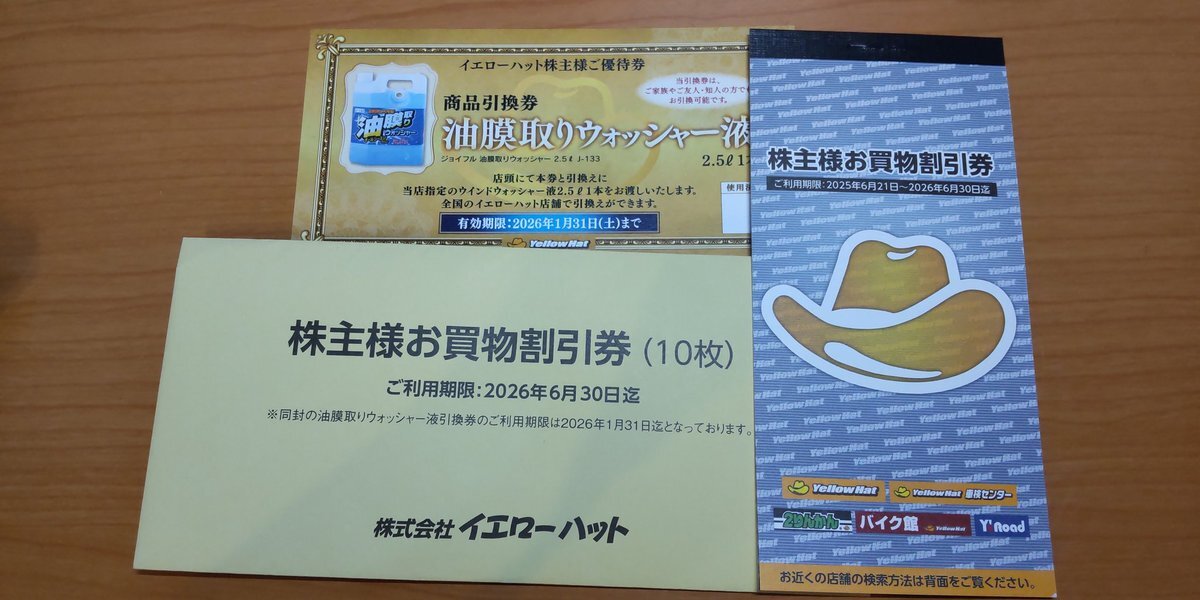 イエローハット株主様ご優待券
当引換券は、
ご家族やご友人・知人の方でも
お引換可能です。
商品引換券
油膜取りウォッシャー液
ジョイフル 油膜取りウォッシャー 2.5ℓ J-133
2.5ℓ1本
店頭にて本券と引換えに
当店指定のウインドウォッシャー液2.5ℓ1本をお渡しいたします。
全国のイエローハット店舗で引換えができます。
有効期限:2026年1月31日(土)まで
YellowHat
油膜取り
ウォッシャー
株主様お買物割引券(10枚)
ご利用期限:2026年6月30日迄
※同封の油膜取りウォッシャー液引換券のご利用期限は2026年1月31日迄となっております。
株式会社イエローハット
株主様お買物割引券
ご利用期限:2025年6月21日~2026年6月30日迄
YellowHat
YellowHat 車検センター
2りんかん
バイク館 YellowHat
Y'Road
お近くの店舗の検索方法は背面をご覧ください。